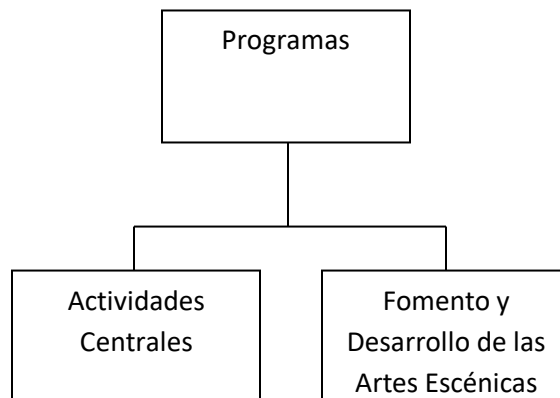 Programas
Actividades
Centrales
Fomento y
Desarrollo de las
Artes Escénicas